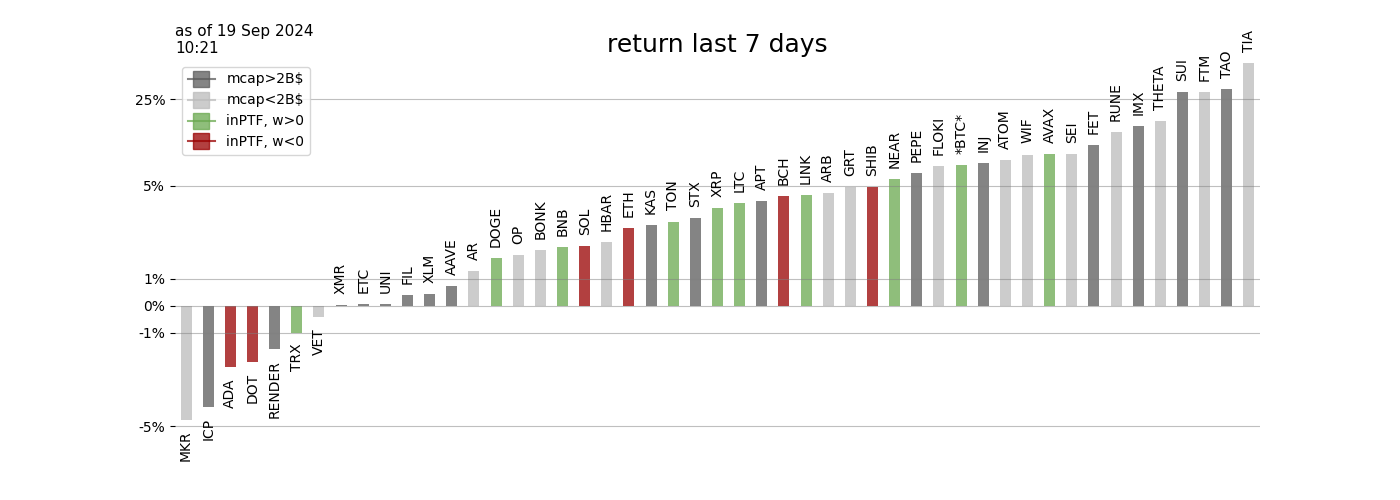 as of 19 Sep 2024
10:21
return last 7 days
mcap>2B$
mcap<2B$
inPTF, w>0
inPTF, w<0
25%
5%
1%
0%
-1%
-5%
MKR
ICP
ADA
DOT
RENDER
TRX
VET
XMR
ETC
UNI
FIL
XLM
AAVE
AR
DOGE
OP
BONK
BNB
SOL
HBAR
ETH
KAS
TON
STX
XRP
LTC
APT
BCH
LINK
ARB
GRT
SHIB
NEAR
PEPE
FLOKI
*BTC*
INJ
ATOM
WIF
AVAX
SEI
FET
RUNE
IMX
THETA
SUI
FTM
TAO
TIA